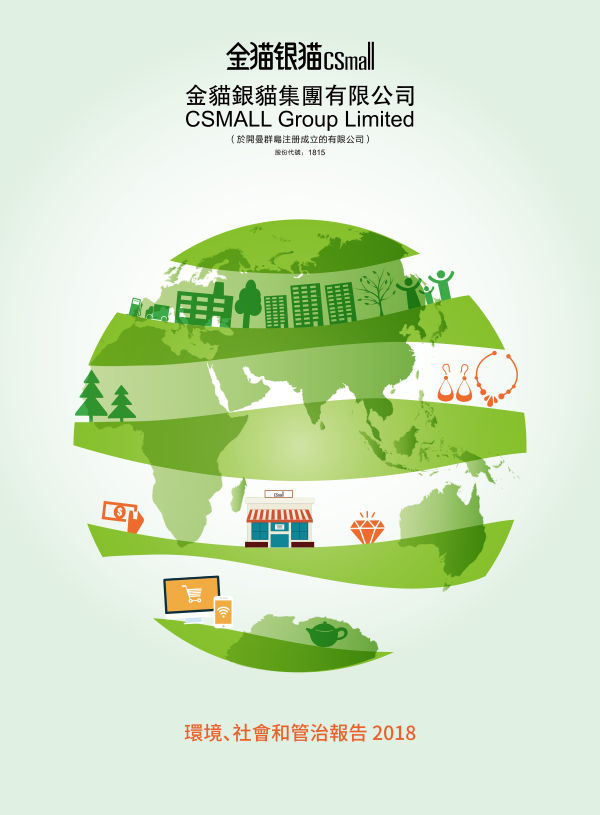 金猫银猫CSmall
金貓銀貓集團有限公司
CSMALL Group Limited
（於開曼群島注册成立的有限公司）
股份代號：1815
CSmall
環境、社會和管治報告 2018